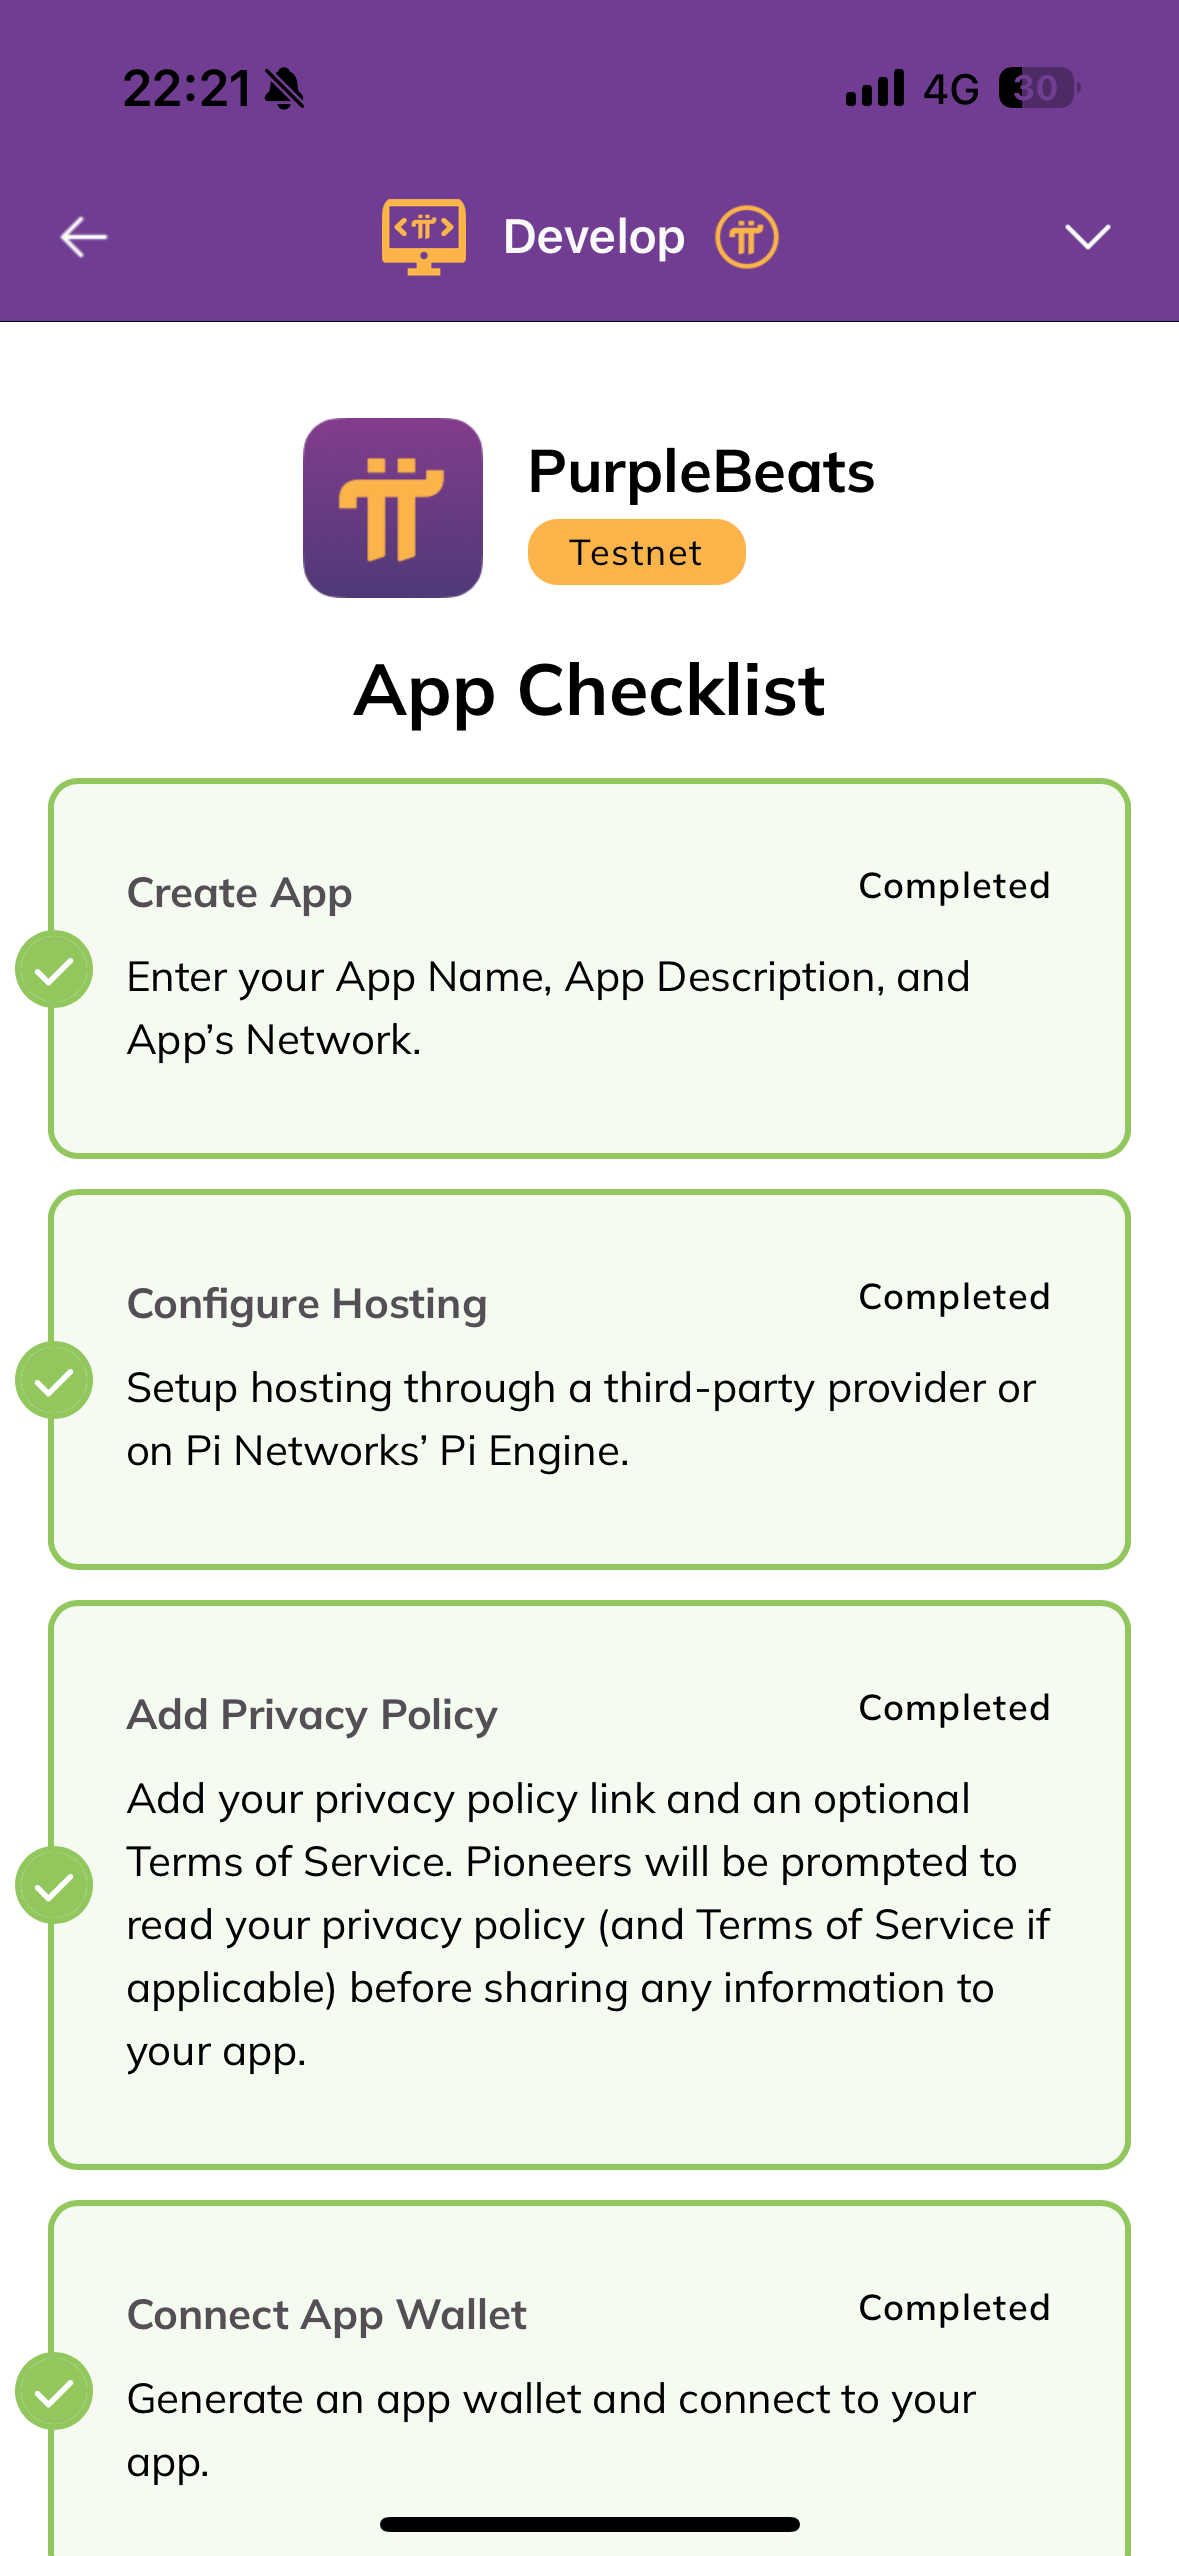 22:21
4G 30
Develop
PurpleBeats
Testnet
App Checklist
Create App
Completed
Enter your App Name, App Description, and
App’s Network.
Configure Hosting
Completed
Setup hosting through a third-party provider or
on Pi Networks’ Pi Engine.
Add Privacy Policy
Completed
Add your privacy policy link and an optional
Terms of Service. Pioneers will be prompted to
read your privacy policy (and Terms of Service if
applicable) before sharing any information to
your app.
Connect App Wallet
Completed
Generate an app wallet and connect to your
app.